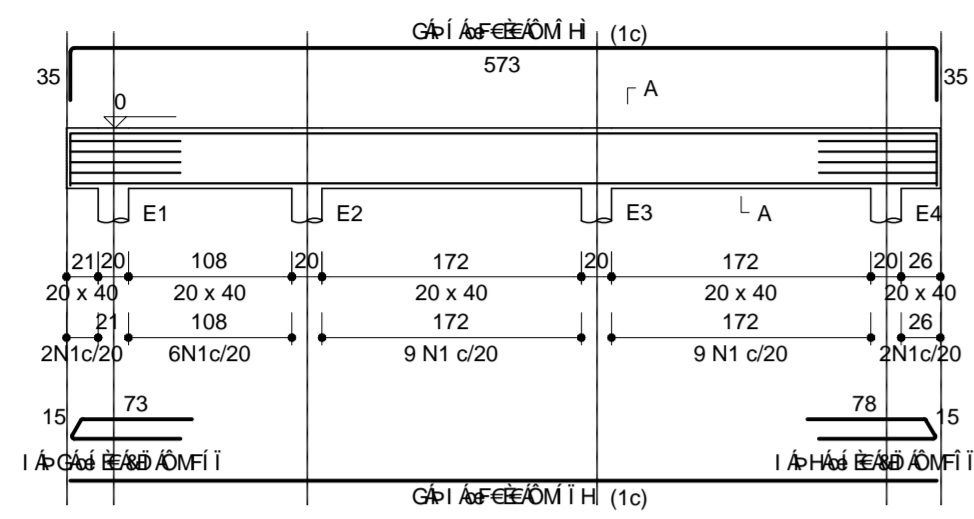 (1c)
573
35 35
A
0
E1 E2 E3 E4
A
21 20 108 20 172 20 172 20 26
20 x 40 20 x 40 20 x 40 20 x 40 20 x 40
21 108 172 172 26
2N1c/20 6N1c/20 9 N1 c/20 9 N1 c/20 2N1c/20
15 73 78 15
(1c)